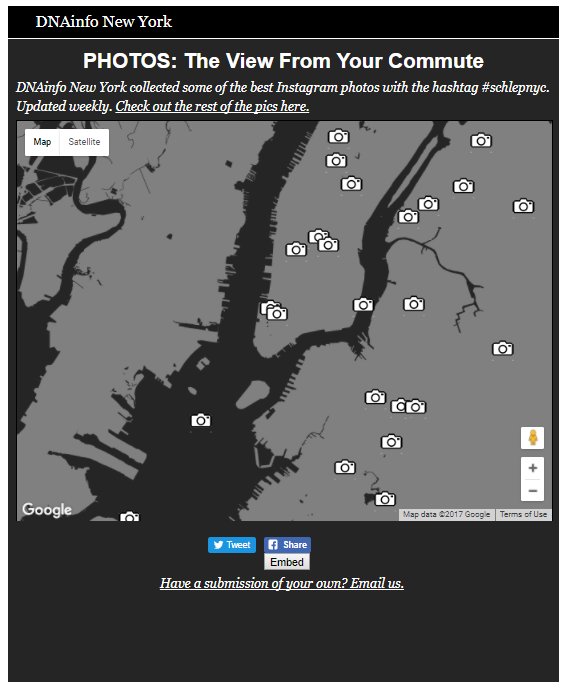 DNAinfo New York
PHOTOS: The View From Your Commute
DNAinfo New York collected some of the best Instagram photos with the hashtag #schlepnyc.
Updated weekly. Check out the rest of the pics here.
Map Satellite
+
−
Google
Map data ©2017 Google Terms of Use
Tweet Share
Embed
Have a submission of your own? Email us.